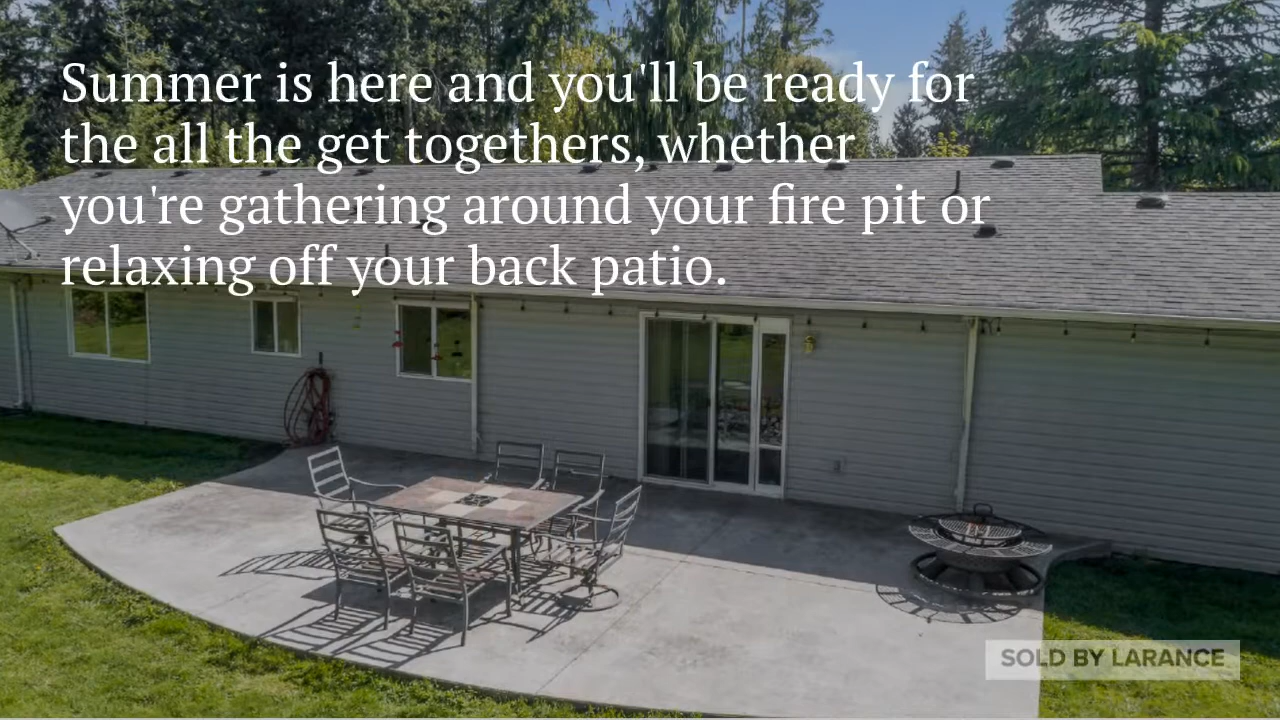 Summer is here and you'll be ready for
the all the get togethers, whether
you're gathering around your fire pit or
relaxing off your back patio.
SOLD BY LARANCE